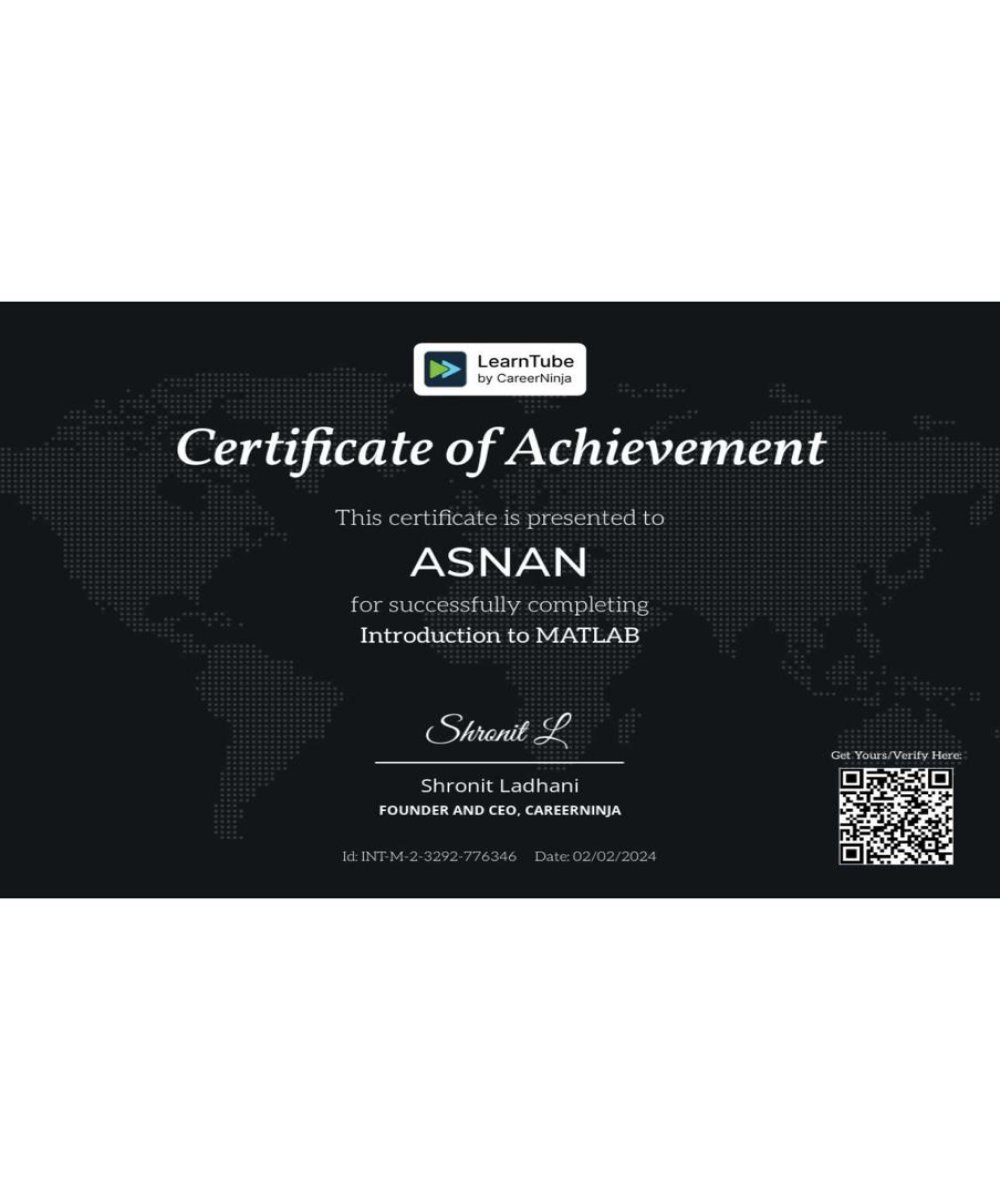 LearnTube
by CareerNinja
Certificate of Achievement
This certificate is presented to
ASNAN
for successfully completing
Introduction to MATLAB
Shronit L
Shronit Ladhani
FOUNDER AND CEO, CAREERNINJA
Get Yours/Verify Here:
Id: INT-M-2-3292-776346 Date: 02/02/2024